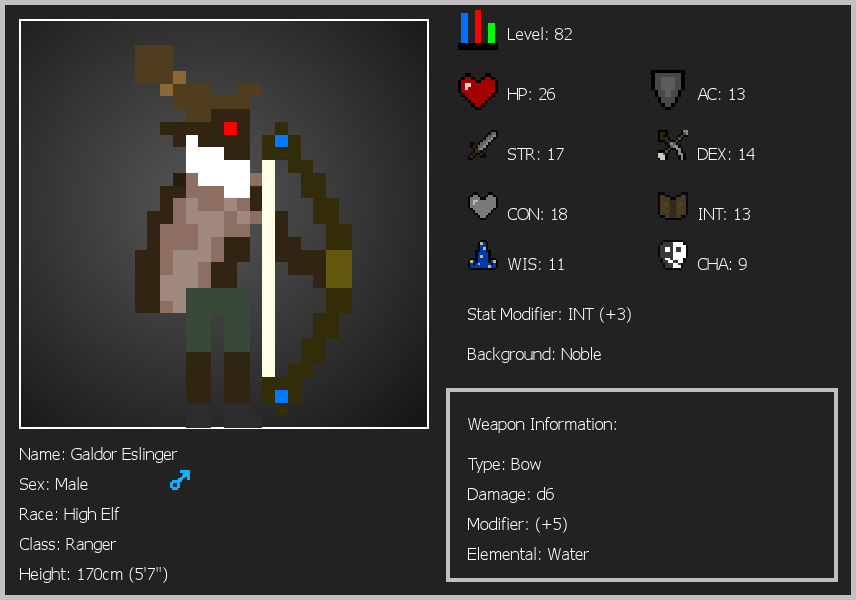 Level: 82
HP: 26
AC: 13
STR: 17
DEX: 14
CON: 18
INT: 13
WIS: 11
CHA: 9
Stat Modifier: INT (+3)
Background: Noble
Weapon Information:
Type: Bow
Damage: d6
Modifier: (+5)
Elemental: Water
Name: Galdor Eslinger
Sex: Male
Race: High Elf
Class: Ranger
Height: 170cm (5'7")